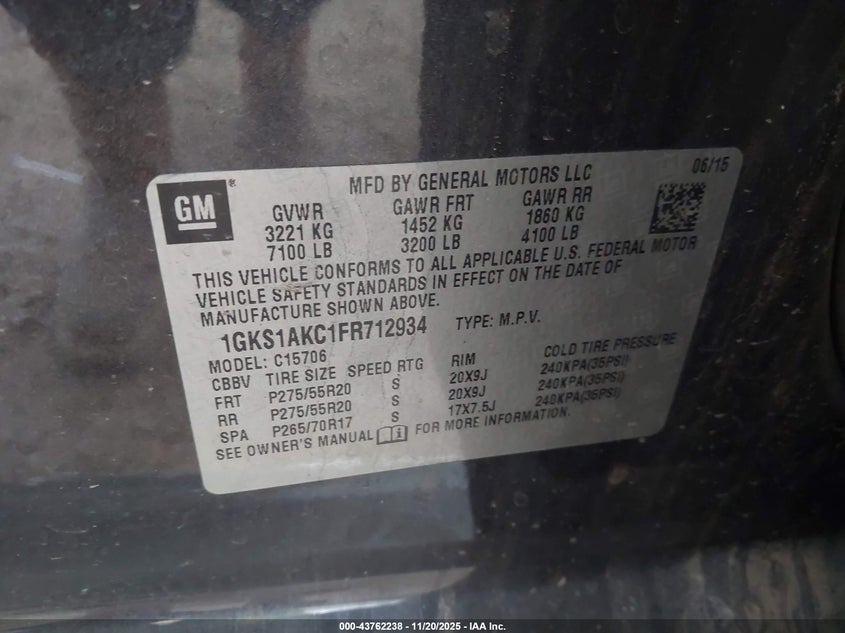 GM
MFD BY GENERAL MOTORS LLC 06/15
GVWR GAWR FRT GAWR RR
3221 KG 1452 KG 1860 KG
7100 LB 3200 LB 4100 LB
THIS VEHICLE CONFORMS TO ALL APPLICABLE U.S. FEDERAL MOTOR
VEHICLE SAFETY STANDARDS IN EFFECT ON THE DATE OF
MANUFACTURE SHOWN ABOVE.
1GKS1AKC1FR712934 TYPE: M.P.V.
MODEL: C15706
CBBV TIRE SIZE SPEED RTG RIM COLD TIRE PRESSURE
FRT P275/55R20 S 20X9J 240KPA(35PSI)
RR P275/55R20 S 20X9J 240KPA(35PSI)
SPA P265/70R17 S 17X7.5J 240KPA(35PSI)
SEE OWNER'S MANUAL FOR MORE INFORMATION.
000-43762238 - 11/20/2025 - IAA Inc.